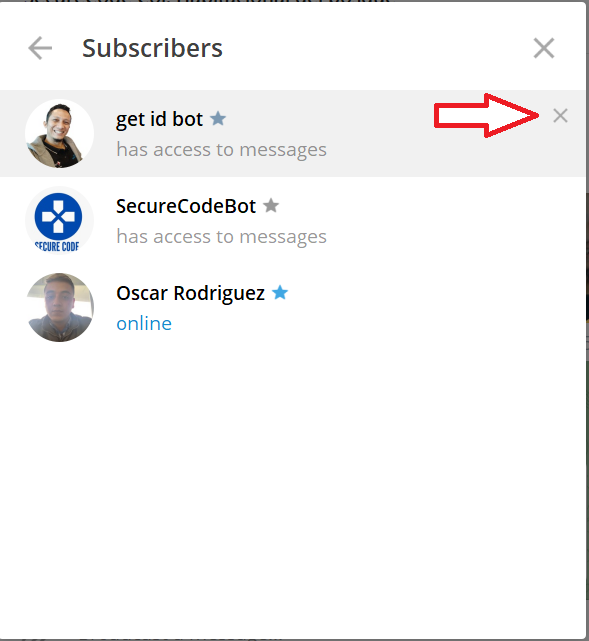 Subscribers
get id bot
has access to messages
SecureCodeBot
has access to messages
SECURE CODE
Oscar Rodriguez
online